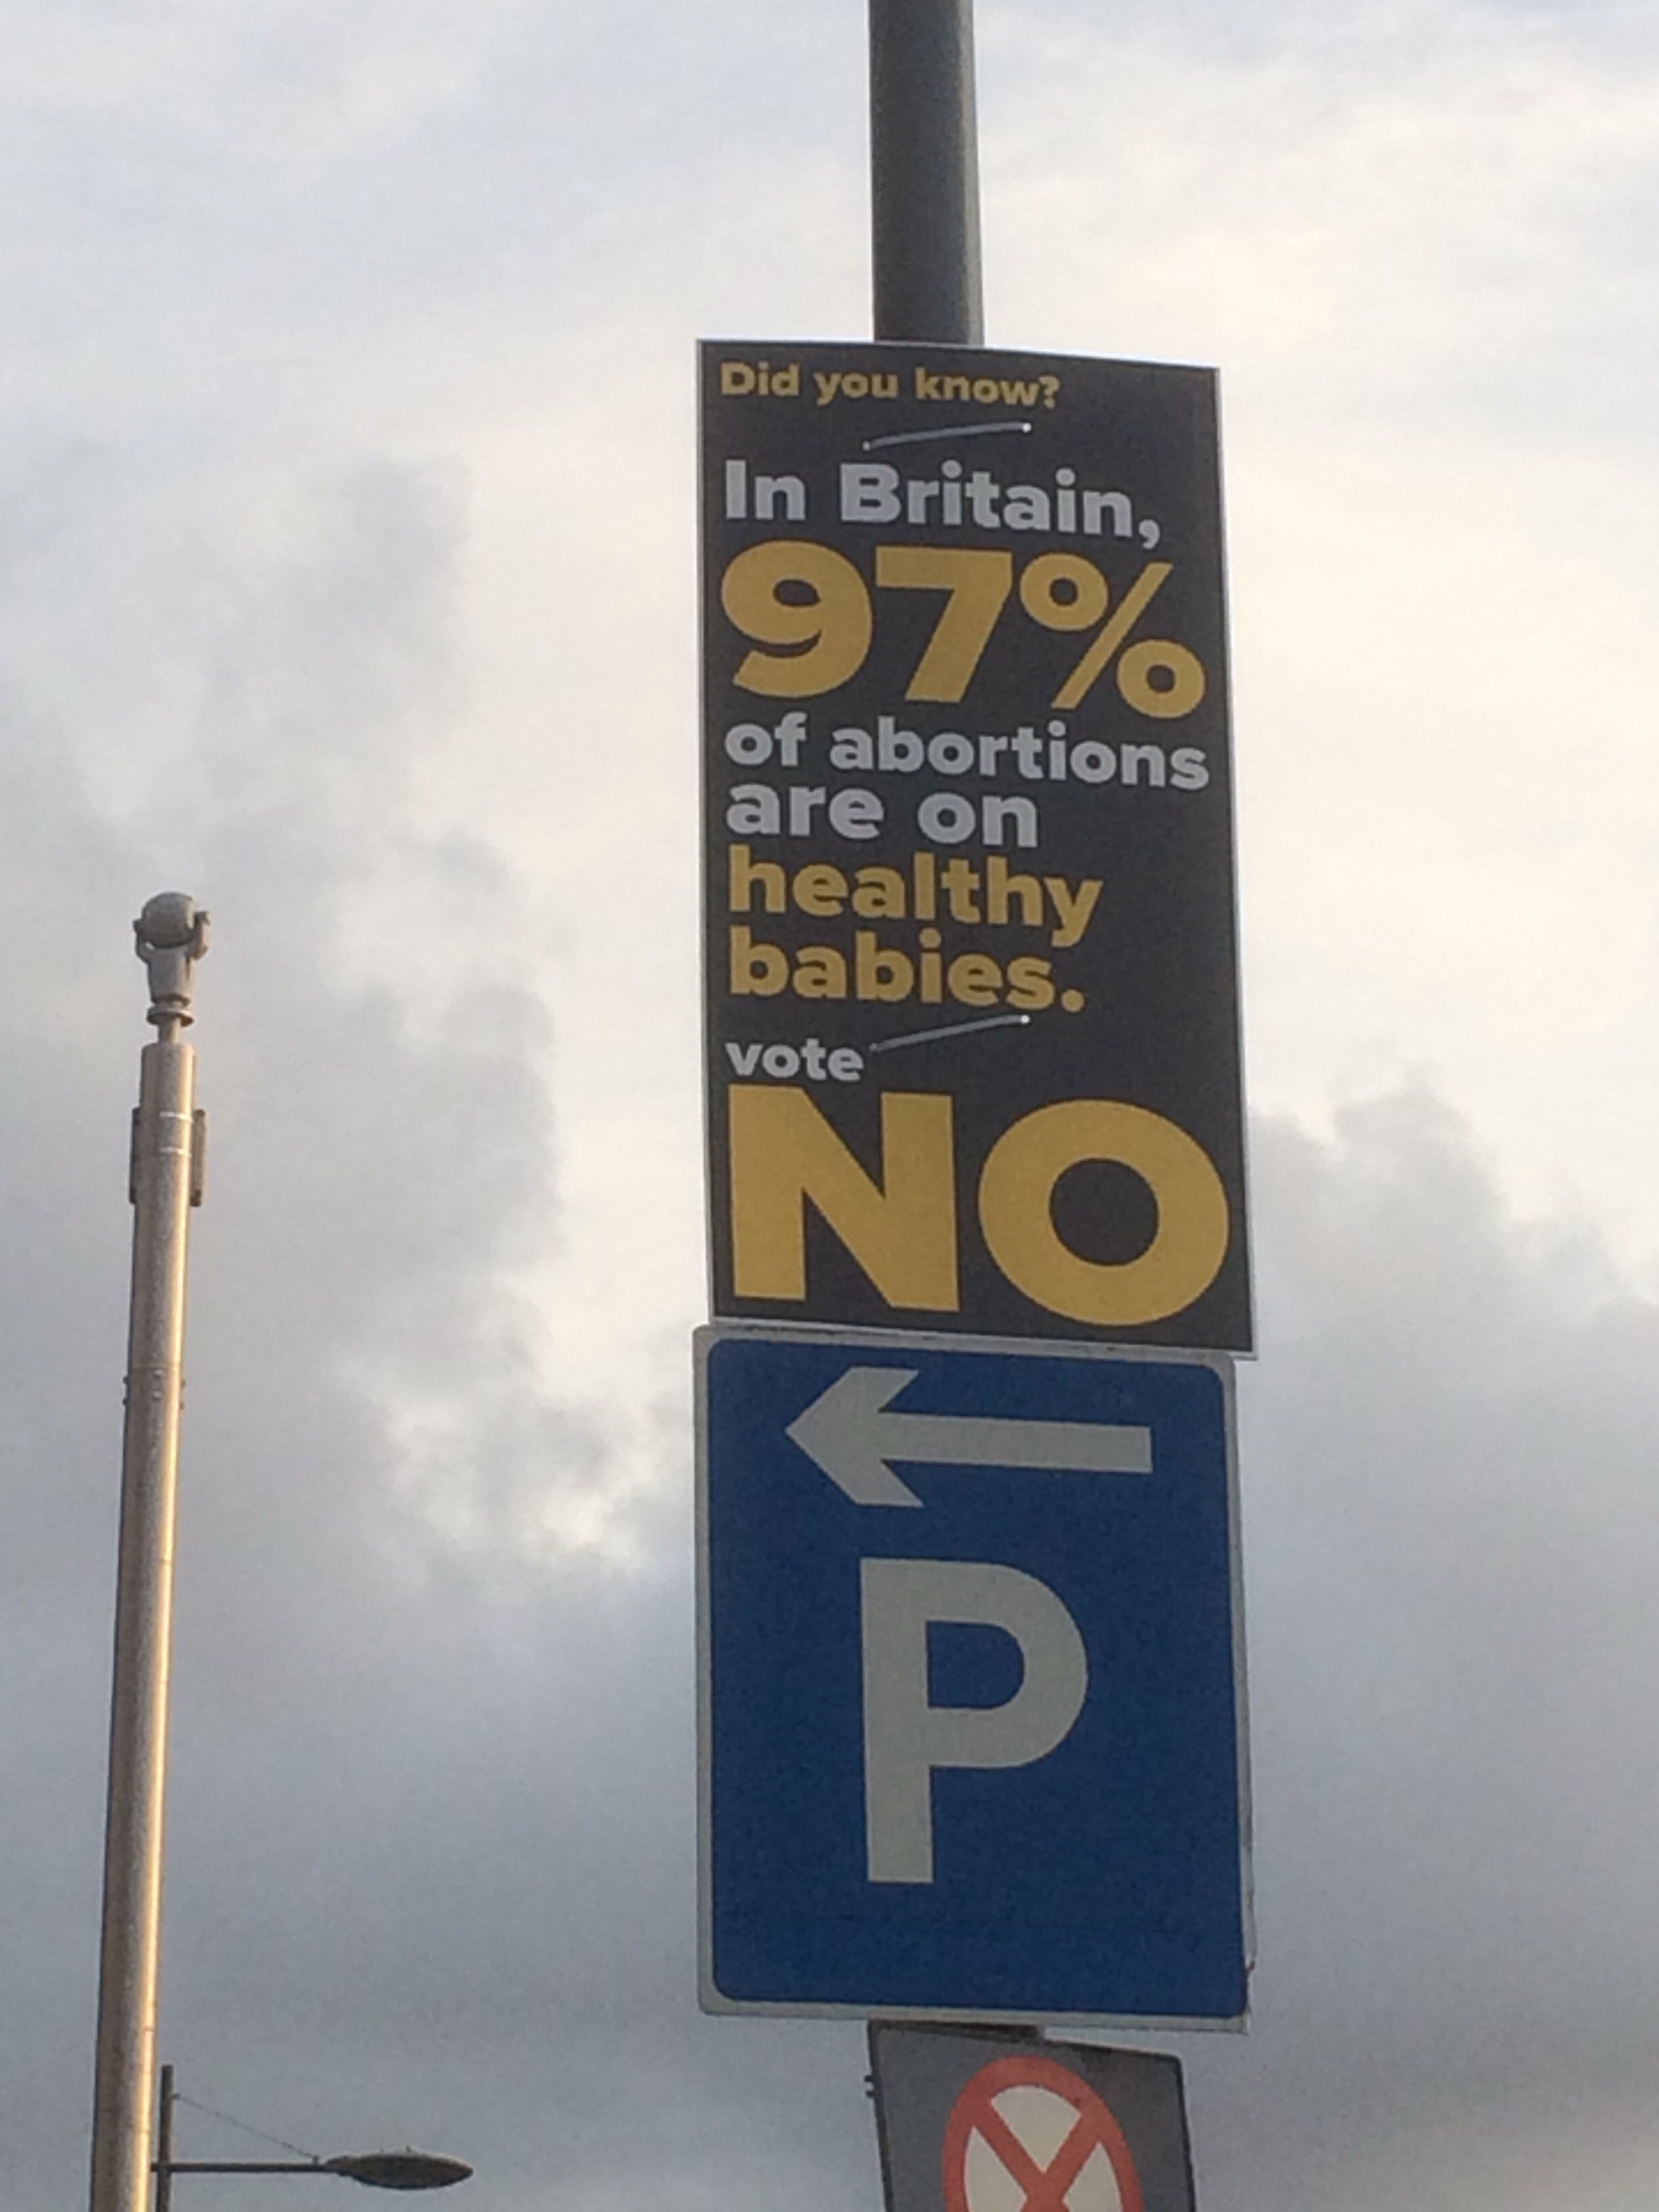 Did you know?
In Britain,
97%
of abortions
are on
healthy
babies.
vote
NO
P